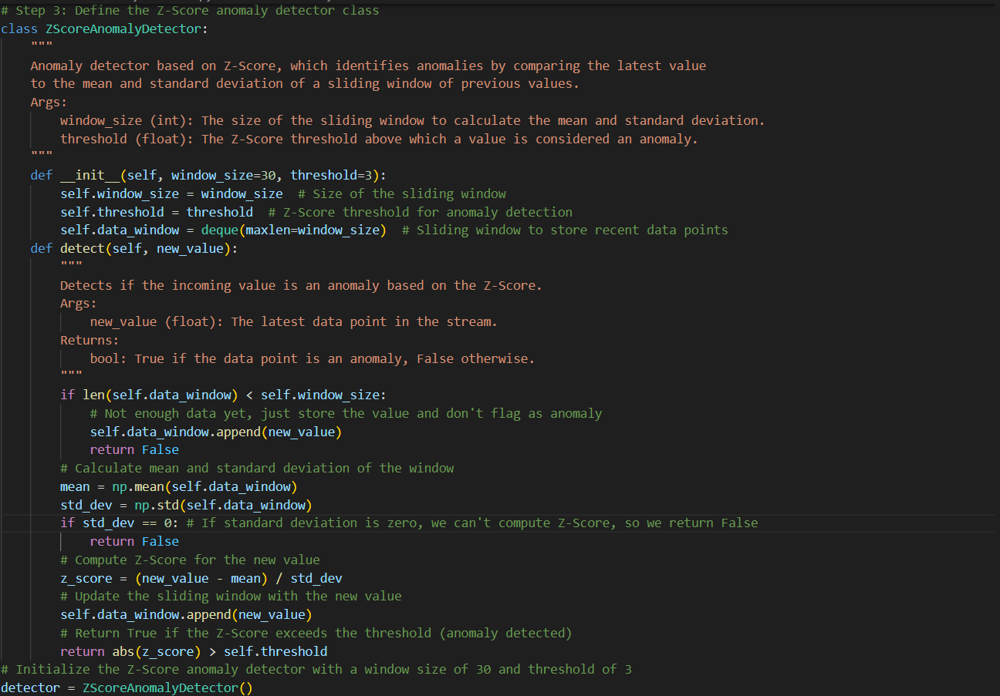 # Step 3: Define the Z-Score anomaly detector class
class ZScoreAnomalyDetector:
    """
    Anomaly detector based on Z-Score, which identifies anomalies by comparing the latest value
    to the mean and standard deviation of a sliding window of previous values.
    Args:
        window_size (int): The size of the sliding window to calculate the mean and standard deviation.
        threshold (float): The Z-Score threshold above which a value is considered an anomaly.
    """
    def __init__(self, window_size=30, threshold=3):
        self.window_size = window_size  # Size of the sliding window
        self.threshold = threshold  # Z-Score threshold for anomaly detection
        self.data_window = deque(maxlen=window_size)  # Sliding window to store recent data points
    def detect(self, new_value):
        """
        Detects if the incoming value is an anomaly based on the Z-Score.
        Args:
            new_value (float): The latest data point in the stream.
        Returns:
            bool: True if the data point is an anomaly, False otherwise.
        """
        if len(self.data_window) < self.window_size:
            # Not enough data yet, just store the value and don't flag as anomaly
            self.data_window.append(new_value)
            return False
        # Calculate mean and standard deviation of the window
        mean = np.mean(self.data_window)
        std_dev = np.std(self.data_window)
        if std_dev == 0: # If standard deviation is zero, we can't compute Z-Score, so we return False
            return False
        # Compute Z-Score for the new value
        z_score = (new_value - mean) / std_dev
        # Update the sliding window with the new value
        self.data_window.append(new_value)
        # Return True if the Z-Score exceeds the threshold (anomaly detected)
        return abs(z_score) > self.threshold
# Initialize the Z-Score anomaly detector with a window size of 30 and threshold of 3
detector = ZScoreAnomalyDetector()